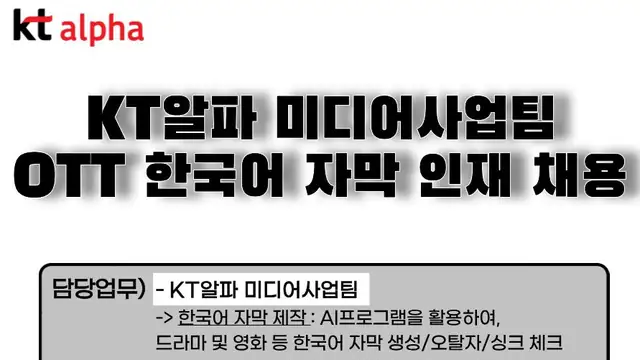 kt alpha
KT알파 미디어사업팀
OTT 한국어 자막 인재 채용
담당업무) - KT알파 미디어사업팀
-> 한국어 자막 제작 : AI프로그램을 활용하여,
드라마 및 영화 등 한국어 자막 생성/오탈자/싱크 체크